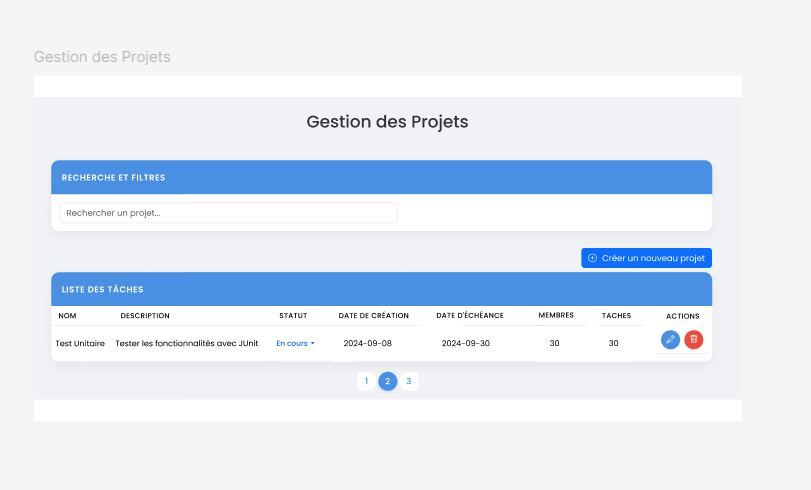 Gestion des Projets
Gestion des Projets
RECHERCHE ET FILTRES
Rechercher un projet...
Créer un nouveau projet
LISTE DES TÂCHES
NOM DESCRIPTION STATUT DATE DE CRÉATION DATE D'ÉCHÉANCE MEMBRES TACHES ACTIONS
Test Unitaire Tester les fonctionnalités avec JUnit En cours 2024-09-08 2024-09-30 30 30
1 2 3